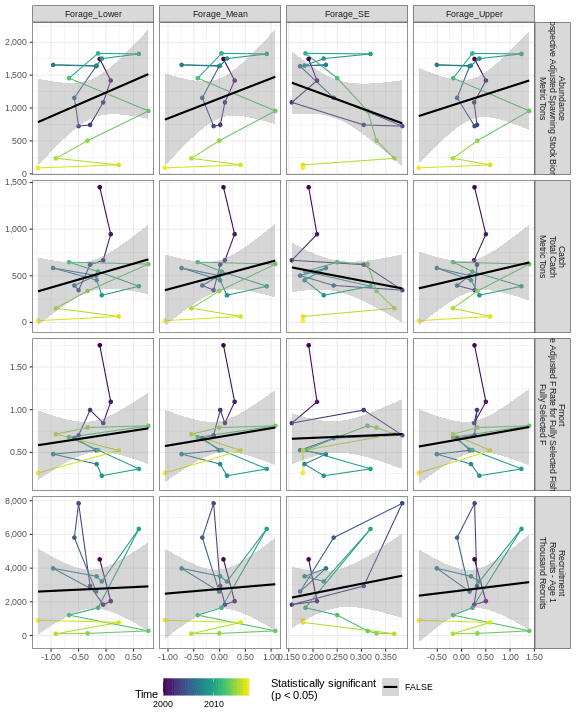 Forage_Lower Forage_Mean Forage_SE Forage_Upper
2,000
1,500
1,000
500
0
Abundance
Adjusted Spawning Stock
Metric Tons
1,500
1,000
500
0
Catch
Total Catch
Metric Tons
1.50
1.00
0.50
Fmort
Adjusted F Rate for Fully Selected Fish
Fully Selected F
8,000
6,000
4,000
2,000
0
Recruitment
Recruits - Age 1
Thousand Recruits
-1.00 -0.50 0.00 0.50 -1.00 -0.50 0.00 0.50 1.00 0.150 0.200 0.250 0.300 0.350 -0.50 0.00 0.50 1.00 1.50
Time
2000 2010
Statistically significant
(p < 0.05)
FALSE